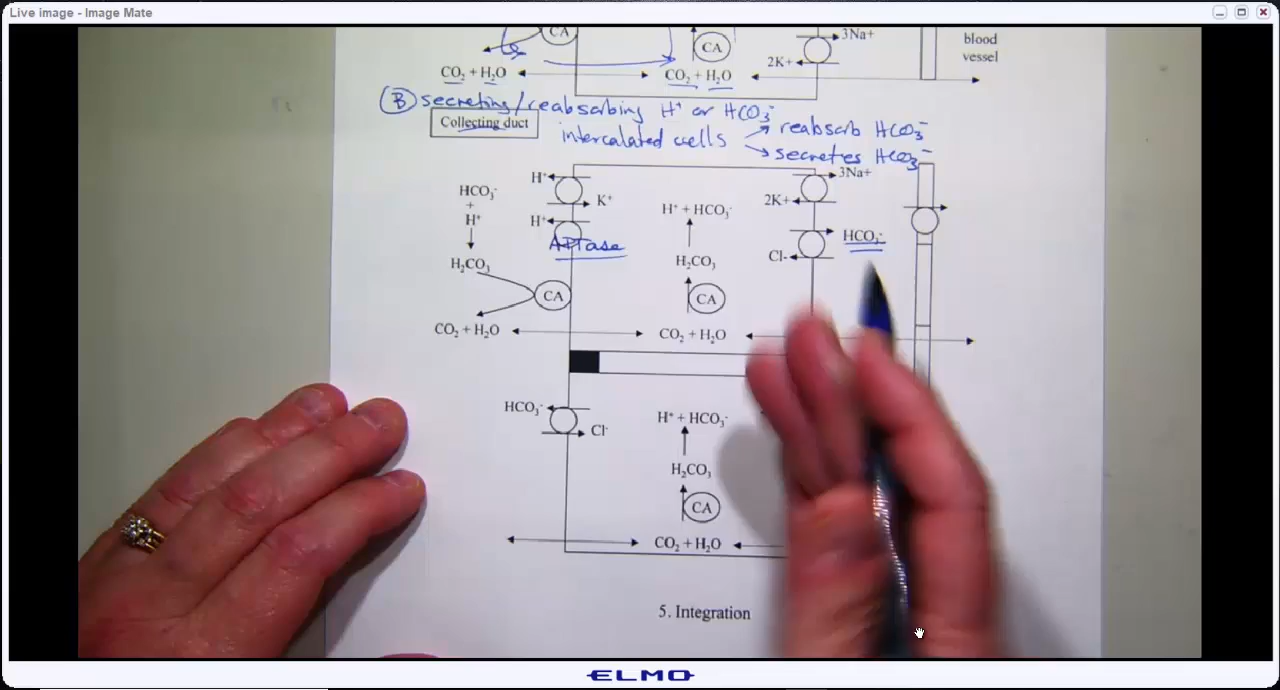 Live image - Image Mate
CA
CA
3Na+
2K+
blood
vessel
CO₂ + H₂O
CO₂ + H₂O
B secreting/reabsorbing H⁺ or HCO₃⁻
Collecting duct
intercalated cells
→ reabsorb HCO₃⁻
→ secretes HCO₃⁻
H⁺
K⁺
H⁺
APTase
HCO₃⁻
+
H⁺
H₂CO₃
CA
CO₂ + H₂O
H⁺ + HCO₃⁻
H₂CO₃
CA
CO₂ + H₂O
3Na+
2K+
HCO₃⁻
Cl-
HCO₃⁻
Cl⁻
H⁺ + HCO₃⁻
H₂CO₃
CA
CO₂ + H₂O
5. Integration
ELMO